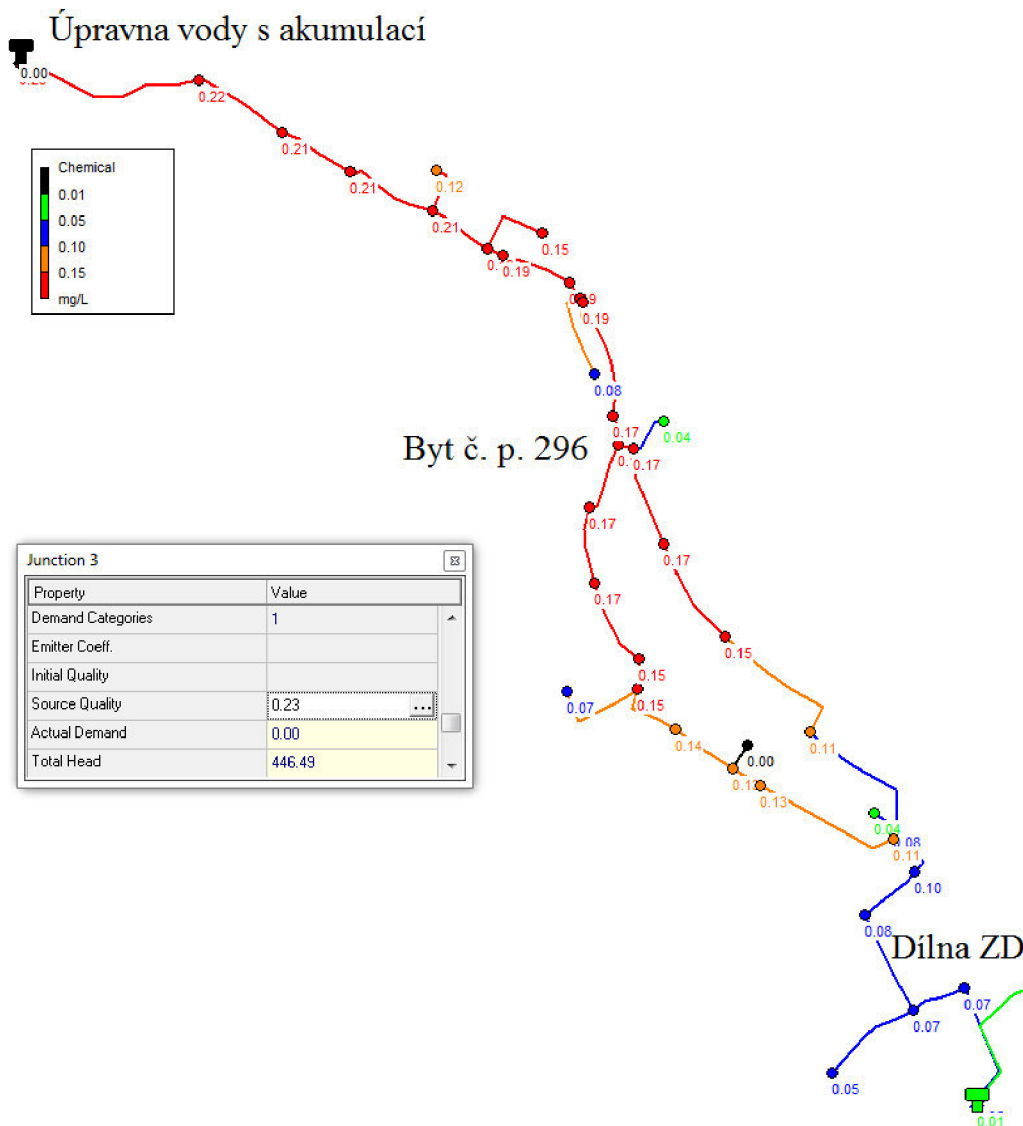 Úpravna vody s akumulací
0.00
0.22
Chemical
0.01
0.05
0.10
0.15
mg/L
0.21
0.21
0.12
0.21
0.15
0.19
0.19
0.08
0.17
0.04
Byt č. p. 296
0.17
0.17
0.17
0.17
0.15
0.15
0.07
0.15
0.14
0.11
0.00
0.13
0.13
0.04
0.08
0.11
0.10
0.08
Dílna ZD
0.07
0.07
0.05
0.01
Junction 3
Property Value
Demand Categories 1
Emitter Coeff.
Initial Quality
Source Quality 0.23 ...
Actual Demand 0.00
Total Head 446.49